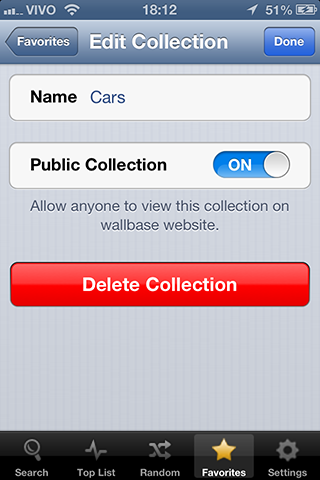 VIVO 18:12 51%
Favorites Edit Collection Done
Name Cars
Public Collection ON
Allow anyone to view this collection on
wallbase website.
Delete Collection
Search Top List Random Favorites Settings